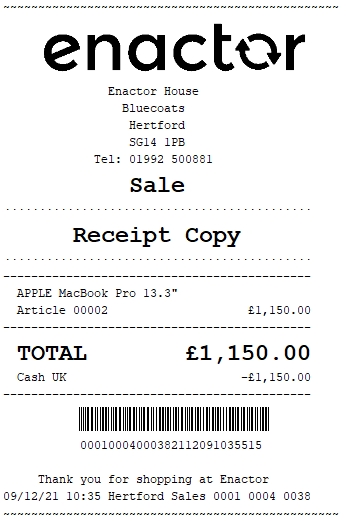 enactor
Enactor House
Bluecoats
Hertford
SG14 1PB
Tel: 01992 500881
Sale
Receipt Copy
APPLE MacBook Pro 13.3"
Article 00002 £1,150.00
TOTAL £1,150.00
Cash UK -£1,150.00
00010004000382112091035515
Thank you for shopping at Enactor
09/12/21 10:35 Hertford Sales 0001 0004 0038